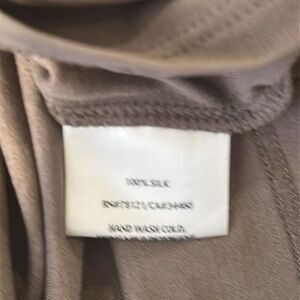 100% SILK
RN#78121/CA#34460
HAND WASH COLD,